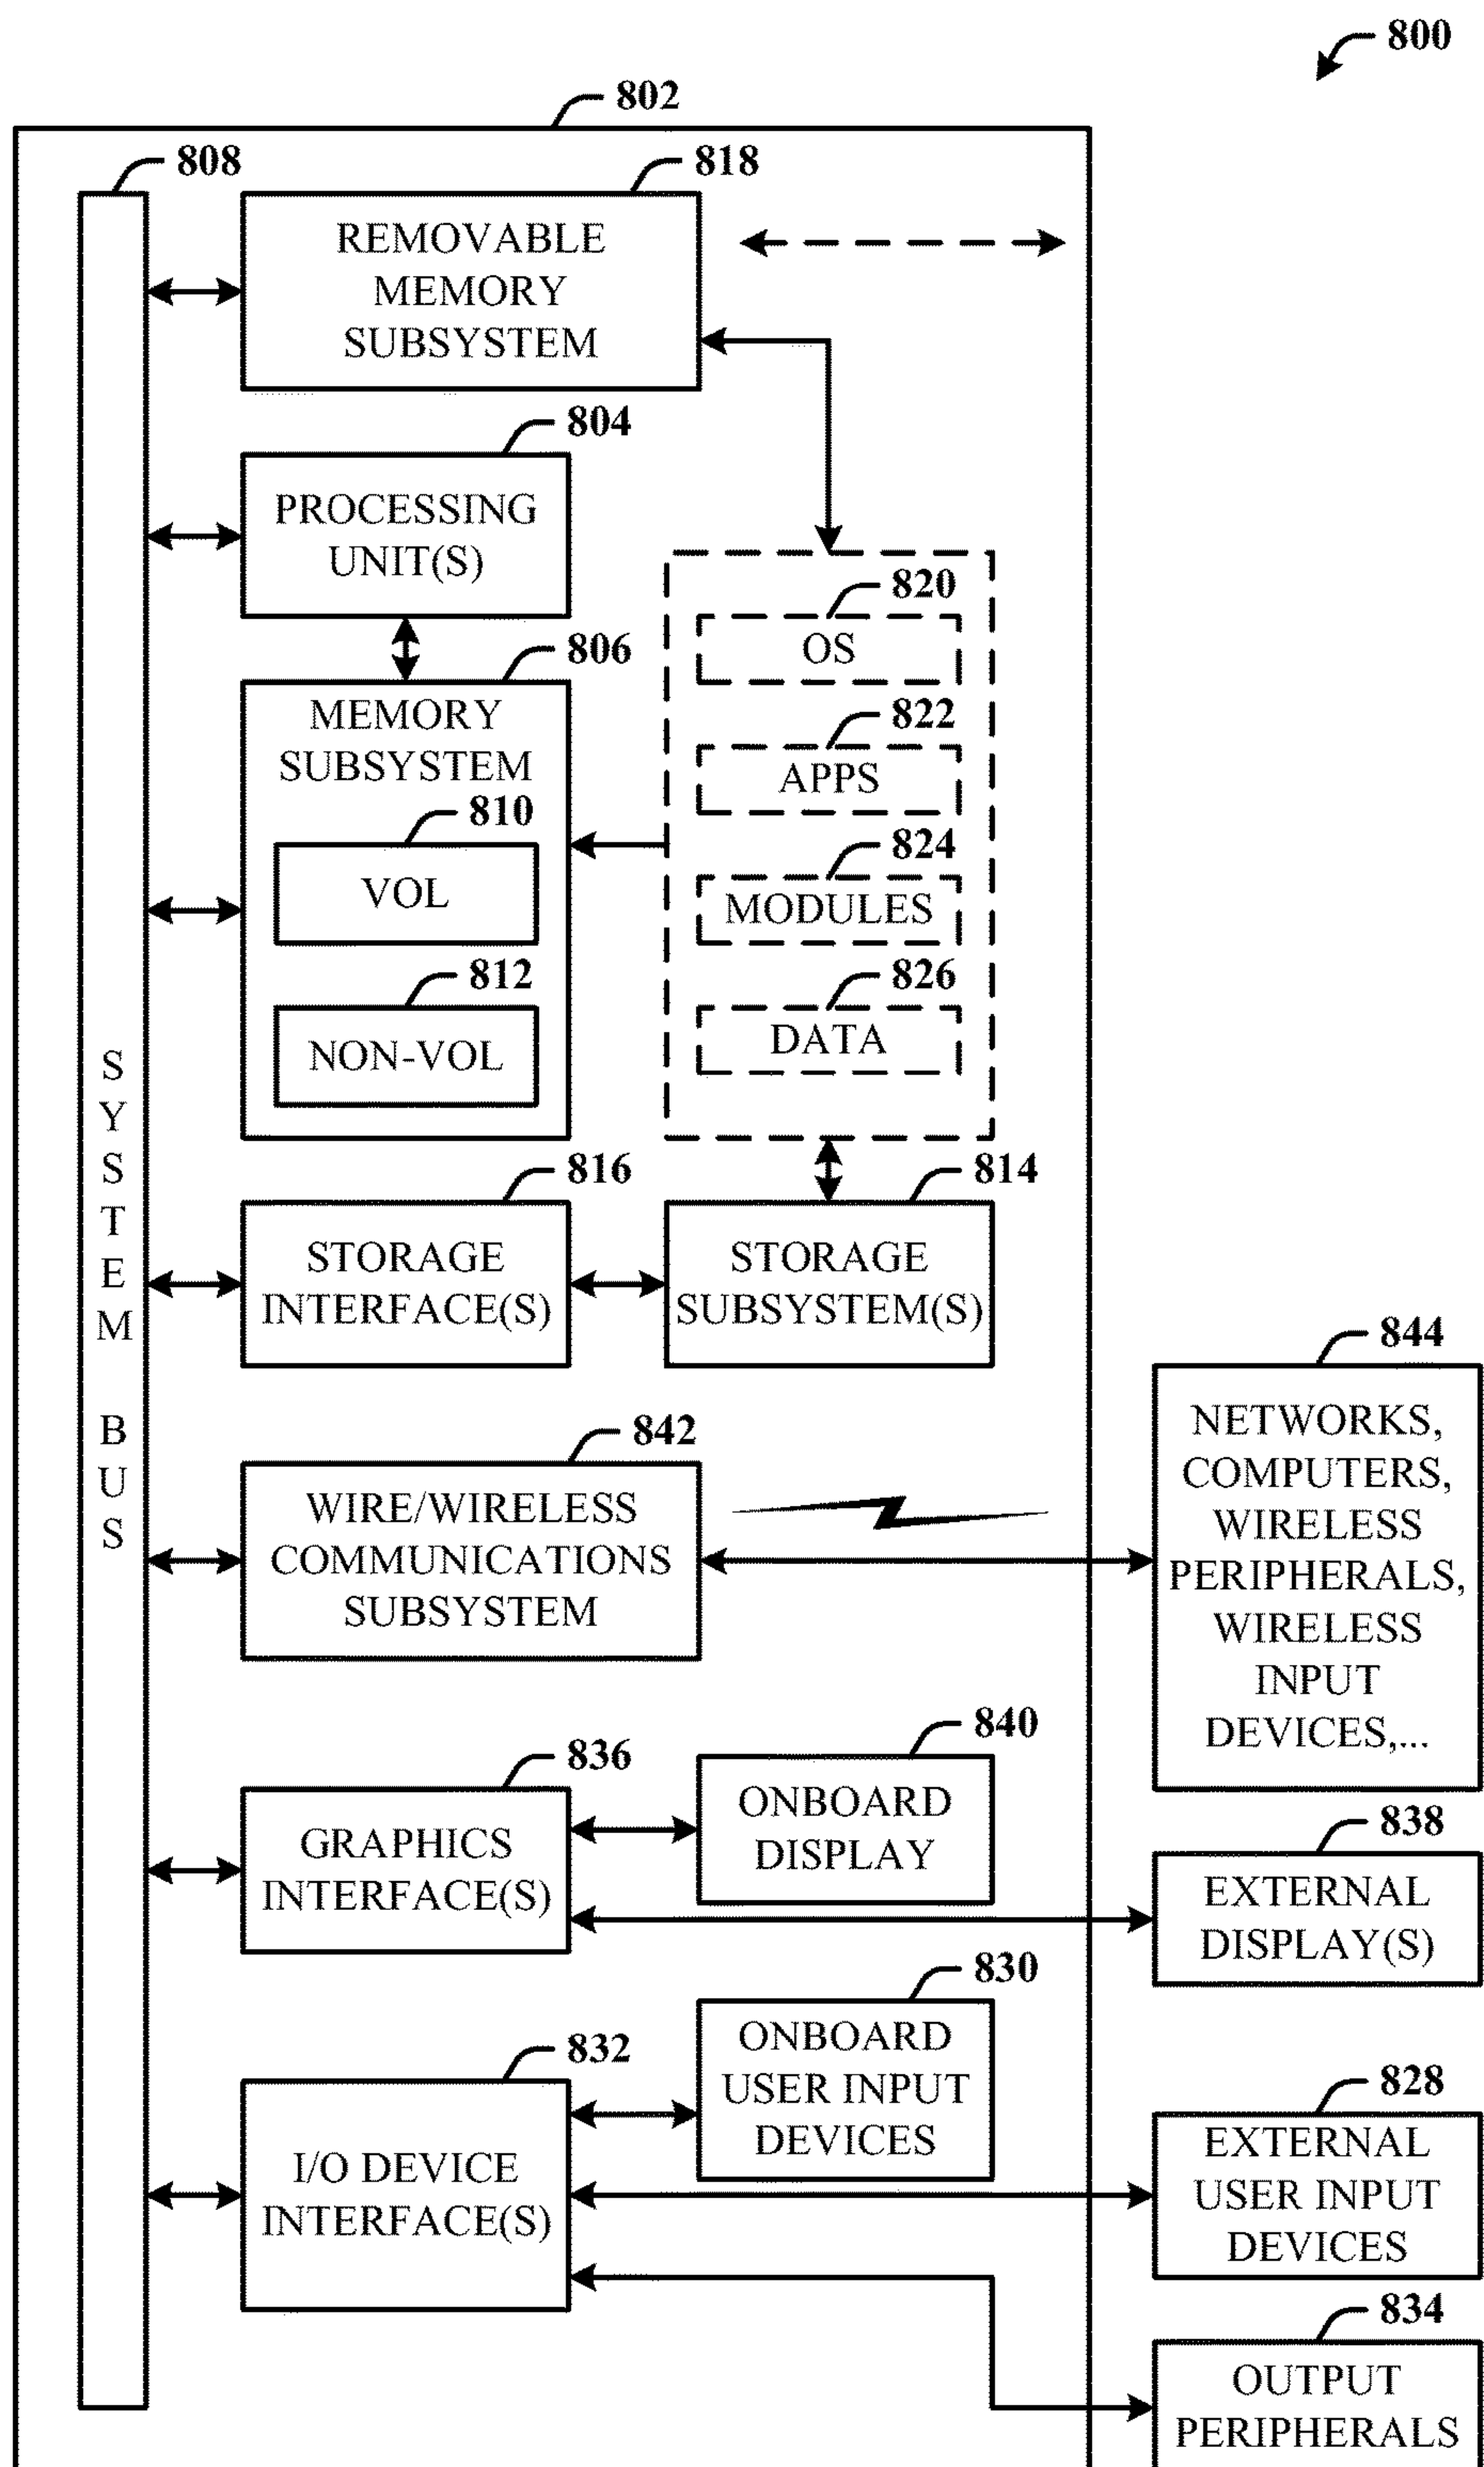 800
802
808
818
REMOVABLE
MEMORY
SUBSYSTEM
804
PROCESSING
UNIT(S)
820
OS
806
MEMORY
SUBSYSTEM
822
APPS
810
VOL
824
MODULES
812
NON-VOL
826
DATA
SYSTEM BUS
816
STORAGE
INTERFACE(S)
814
STORAGE
SUBSYSTEM(S)
844
NETWORKS,
COMPUTERS,
WIRELESS
PERIPHERALS,
WIRELESS
INPUT
DEVICES,...
842
WIRE/WIRELESS
COMMUNICATIONS
SUBSYSTEM
840
ONBOARD
DISPLAY
836
GRAPHICS
INTERFACE(S)
838
EXTERNAL
DISPLAY(S)
830
ONBOARD
USER INPUT
DEVICES
832
I/O DEVICE
INTERFACE(S)
828
EXTERNAL
USER INPUT
DEVICES
834
OUTPUT
PERIPHERALS